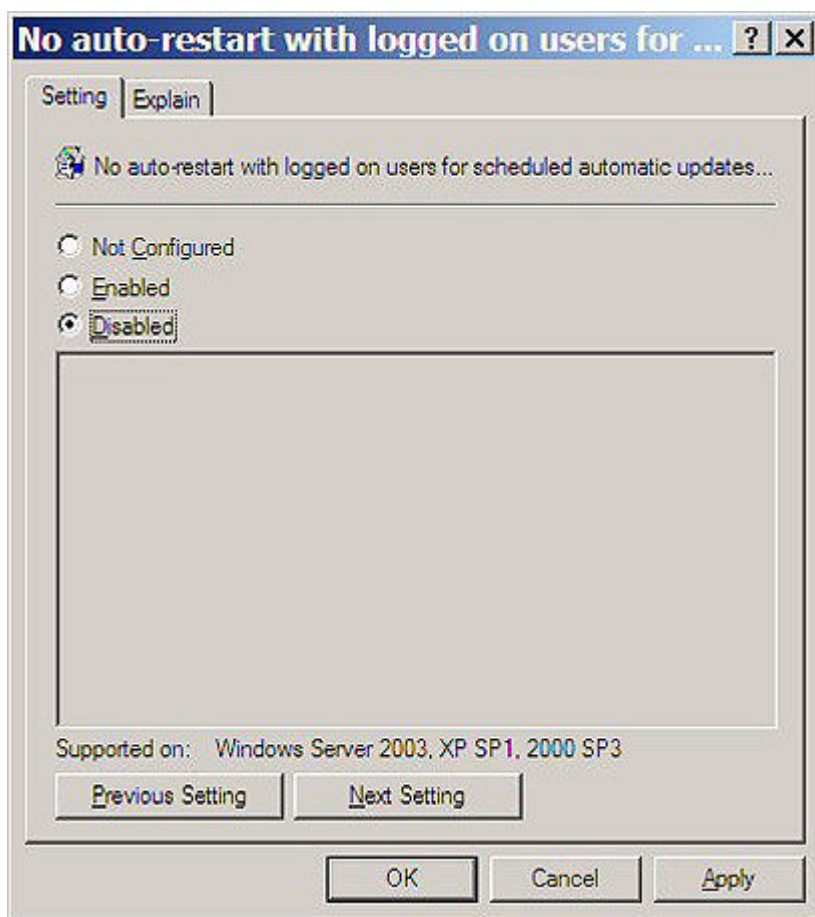 No auto-restart with logged on users for ...
Setting
Explain
No auto-restart with logged on users for scheduled automatic updates...
Not Configured
Enabled
Disabled
Supported on: Windows Server 2003, XP SP1, 2000 SP3
Previous Setting
Next Setting
OK
Cancel
Apply